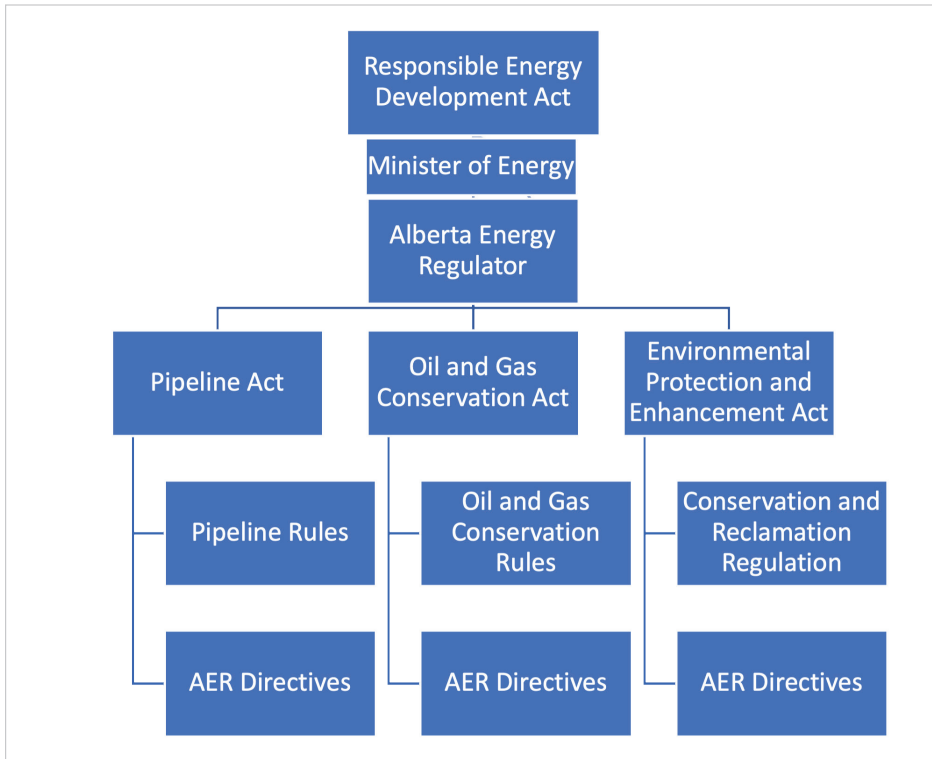 Responsible Energy
Development Act
Minister of Energy
Alberta Energy
Regulator
Pipeline Act
Oil and Gas
Conservation Act
Environmental
Protection and
Enhancement Act
Pipeline Rules
Oil and Gas
Conservation
Rules
Conservation and
Reclamation
Regulation
AER Directives
AER Directives
AER Directives